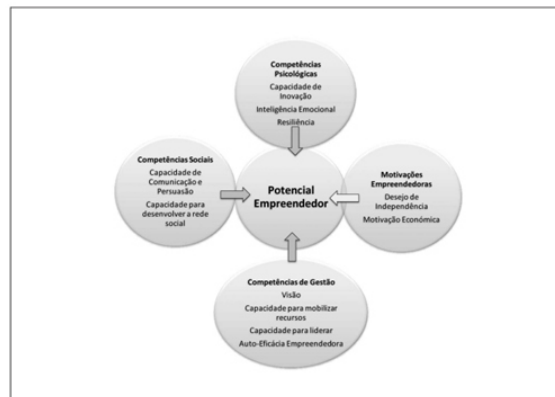 Competências
Psicológicas
Capacidade de
Inovação
Inteligência Emocional
Resiliência
Competências Sociais
Capacidade de
Comunicação e
Persuasão
Capacidade para
desenvolver a rede
social
Potencial
Empreendedor
Motivações
Empreendedoras
Desejo de
Independência
Motivação Económica
Competências de Gestão
Visão
Capacidade para mobilizar
recursos
Capacidade para liderar
Auto-Eficácia Empreendedora